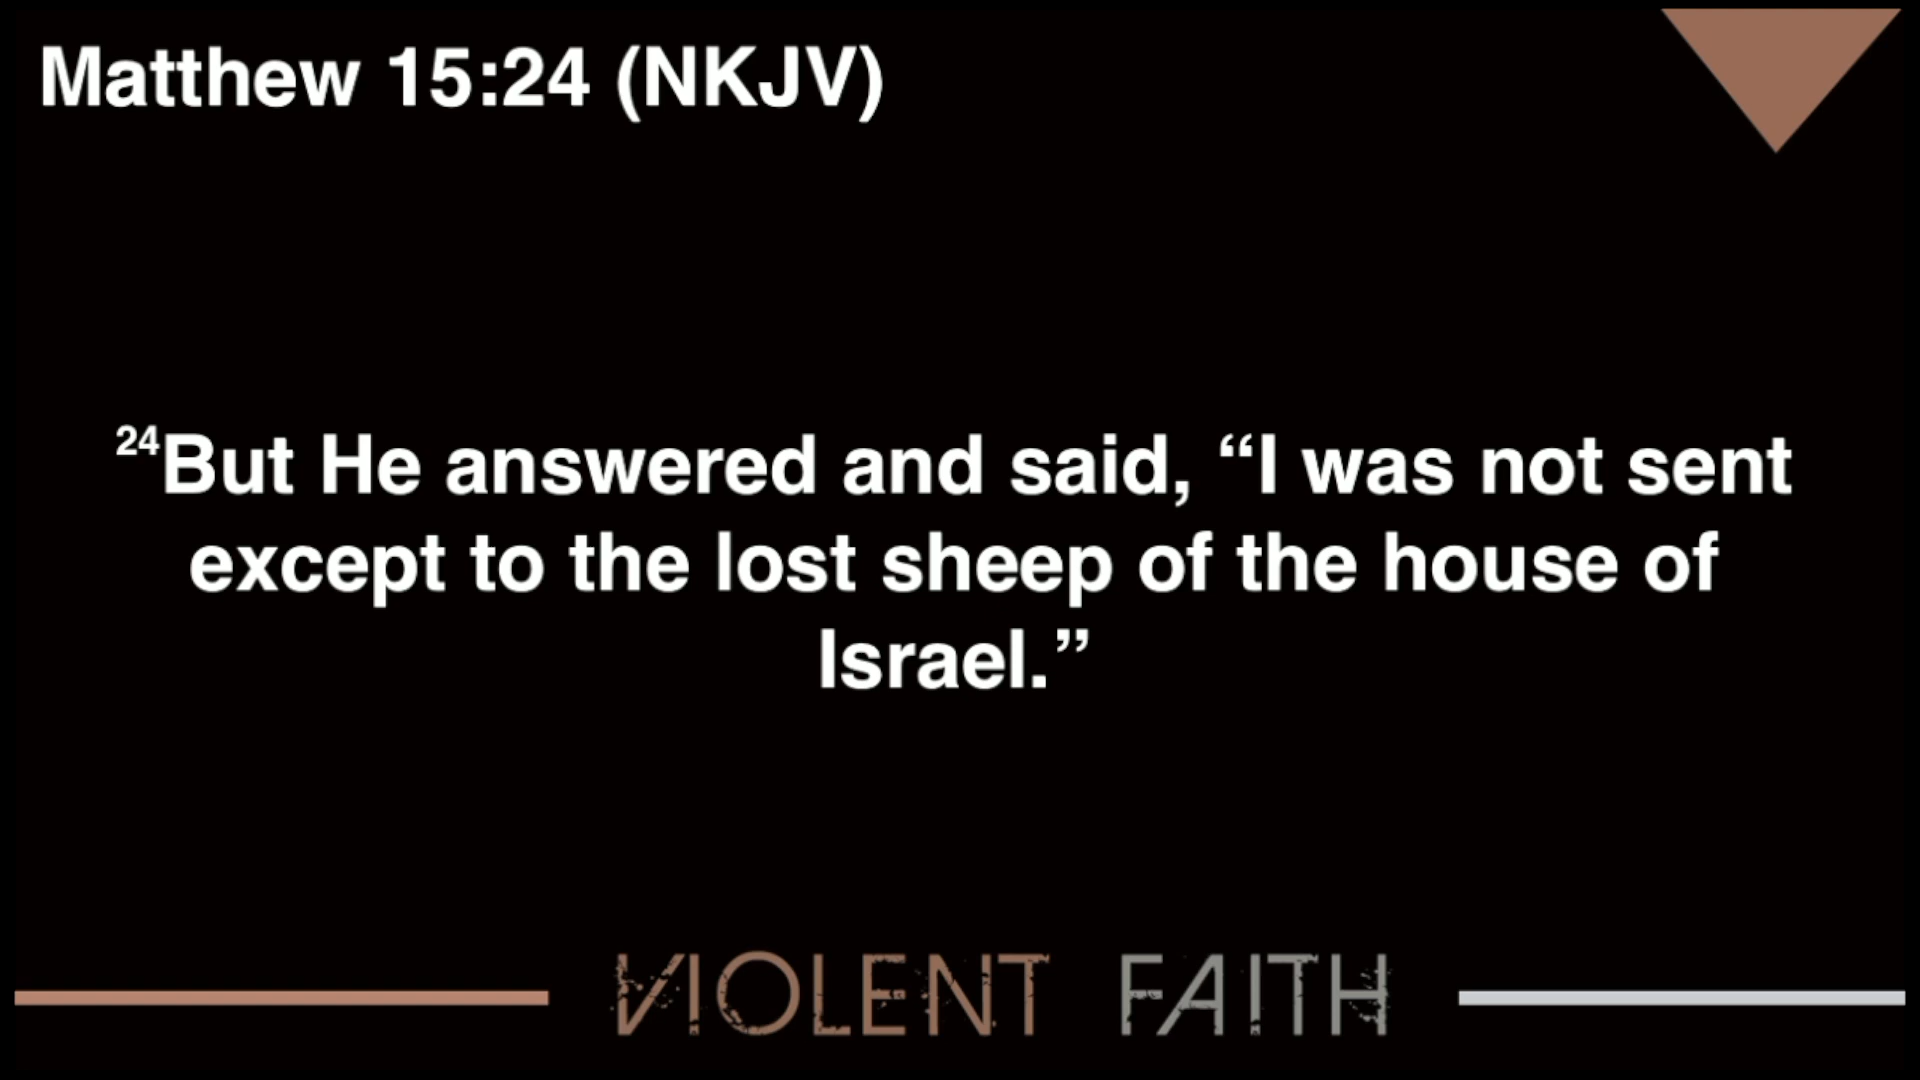 Matthew 15:24 (NKJV)
24But He answered and said, “I was not sent
except to the lost sheep of the house of
Israel.”
VIOLENT FAITH